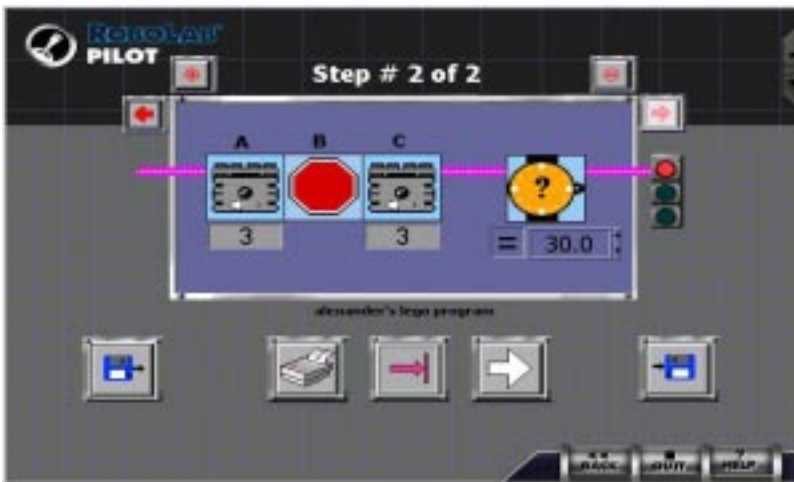 ROBOLAB
PILOT
Step # 2 of 2
A B C
?
3 3 = 30.0
alexander's lego program
BACK QUIT HELP